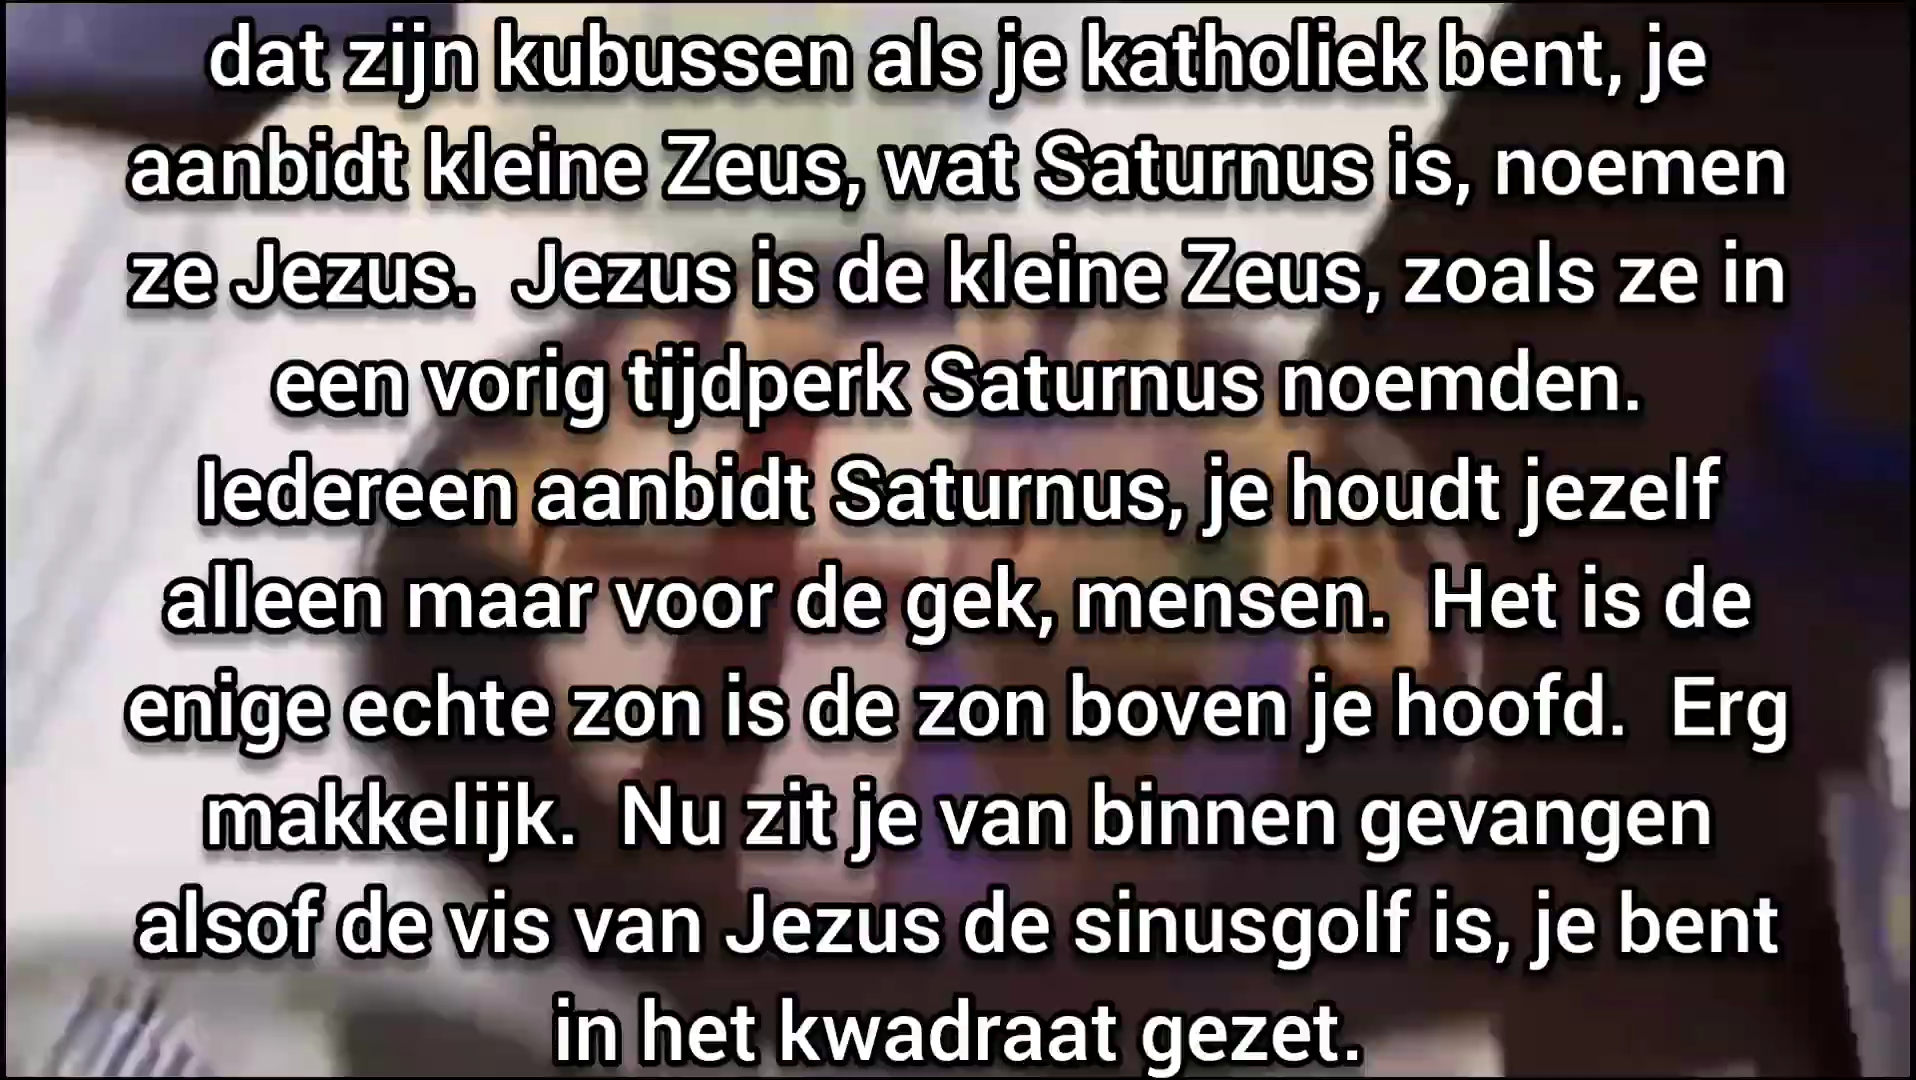 dat zijn kubussen als je katholiek bent, je
aanbidt kleine Zeus, wat Saturnus is, noemen
ze Jezus. Jezus is de kleine Zeus, zoals ze in
een vorig tijdperk Saturnus noemden.
Iedereen aanbidt Saturnus, je houdt jezelf
alleen maar voor de gek, mensen. Het is de
enige echte zon is de zon boven je hoofd. Erg
makkelijk. Nu zit je van binnen gevangen
alsof de vis van Jezus de sinusgolf is, je bent
in het kwadraat gezet.